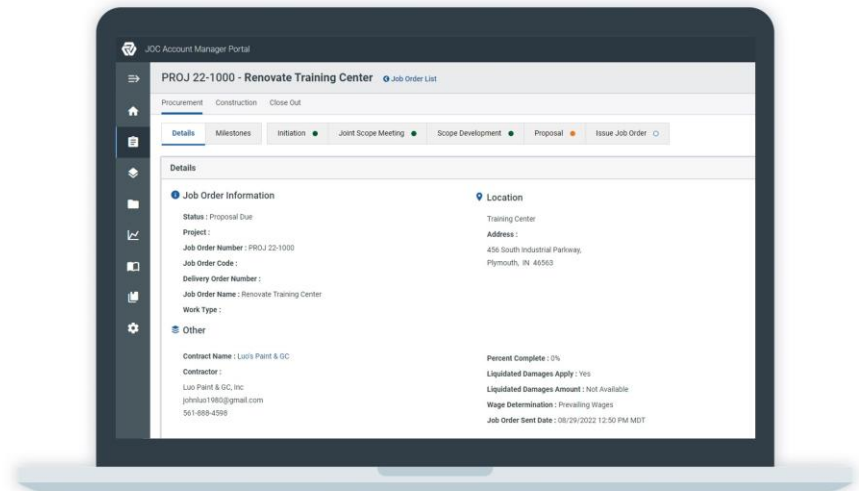 JOC Account Manager Portal
PROJ 22-1000 - Renovate Training Center Job Order List
Procurement Construction Close Out
Details Milestones Initiation Joint Scope Meeting Scope Development Proposal Issue Job Order
Details
Job Order Information
Status : Proposal Due
Project :
Job Order Number : PROJ 22-1000
Job Order Code :
Delivery Order Number :
Job Order Name : Renovate Training Center
Work Type :
Location
Training Center
Address :
456 South Industrial Parkway,
Plymouth, IN 46563
Other
Contract Name : Luo's Paint & GC
Contractor :
Luo Paint & GC, Inc
johnluo1980@gmail.com
561-888-4598
Percent Complete : 0%
Liquidated Damages Apply : Yes
Liquidated Damages Amount : Not Available
Wage Determination : Prevailing Wages
Job Order Sent Date : 08/29/2022 12:50 PM MDT